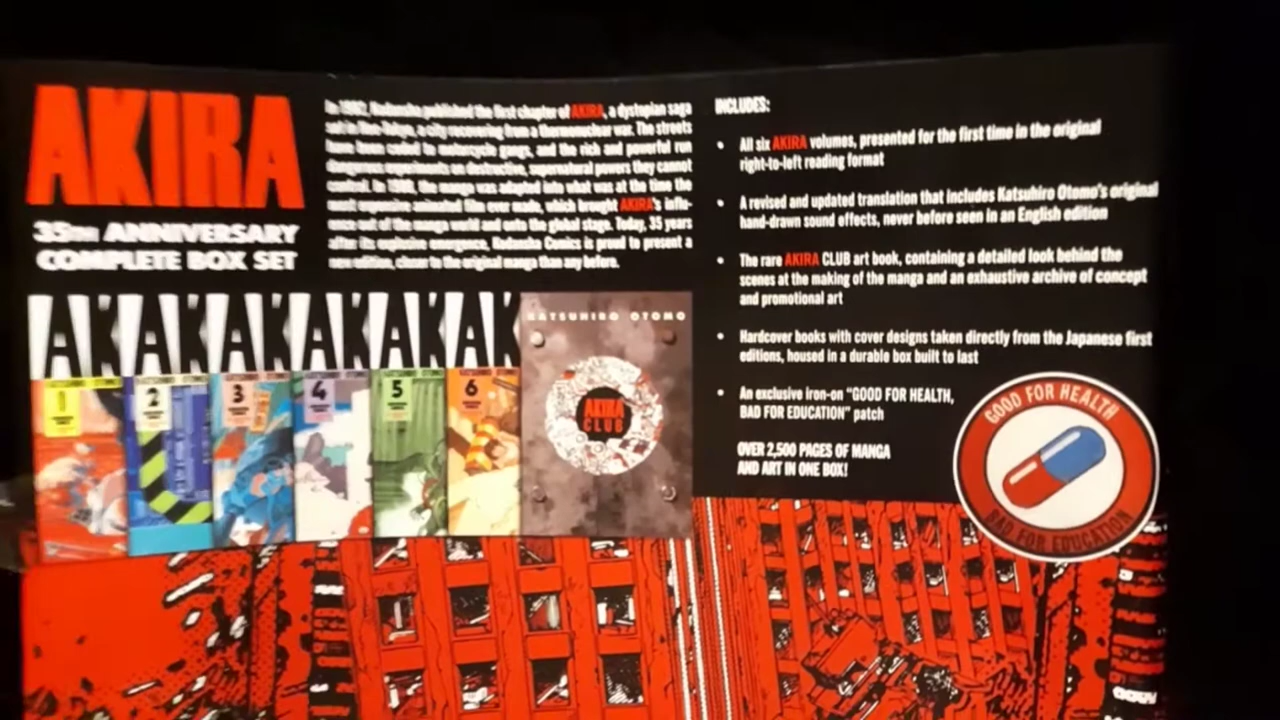 AKIRA
35TH ANNIVERSARY
COMPLETE BOX SET
In 1982, Kodansha published the first chapter of AKIRA, a dystopian saga
set in Neo-Tokyo, a city recovering from a thermonuclear war. The streets
have been ceded to motorcycle gangs, and the rich and powerful run
dangerous experiments on destructive, supernatural powers they cannot
control. In 1988, the manga was adapted into what was at the time the
most expensive animated film ever made, which brought AKIRA's influ-
ence out of the manga world and onto the global stage. Today, 35 years
after its explosive emergence, Kodansha Comics is proud to present a
new edition, closer to the original manga than any before.
AK AK AK AK AK AK
KATSUHIRO OTOMO
1 2 3 4 5 6
AKIRA
CLUB
INCLUDES:
• All six AKIRA volumes, presented for the first time in the original
right-to-left reading format
• A revised and updated translation that includes Katsuhiro Otomo's original
hand-drawn sound effects, never before seen in an English edition
• The rare AKIRA CLUB art book, containing a detailed look behind the
scenes at the making of the manga and an exhaustive archive of concept
and promotional art
• Hardcover books with cover designs taken directly from the Japanese first
editions, housed in a durable box built to last
• An exclusive iron-on “GOOD FOR HEALTH,
BAD FOR EDUCATION” patch
OVER 2,500 PAGES OF MANGA
AND ART IN ONE BOX!
GOOD FOR HEALTH
BAD FOR EDUCATION